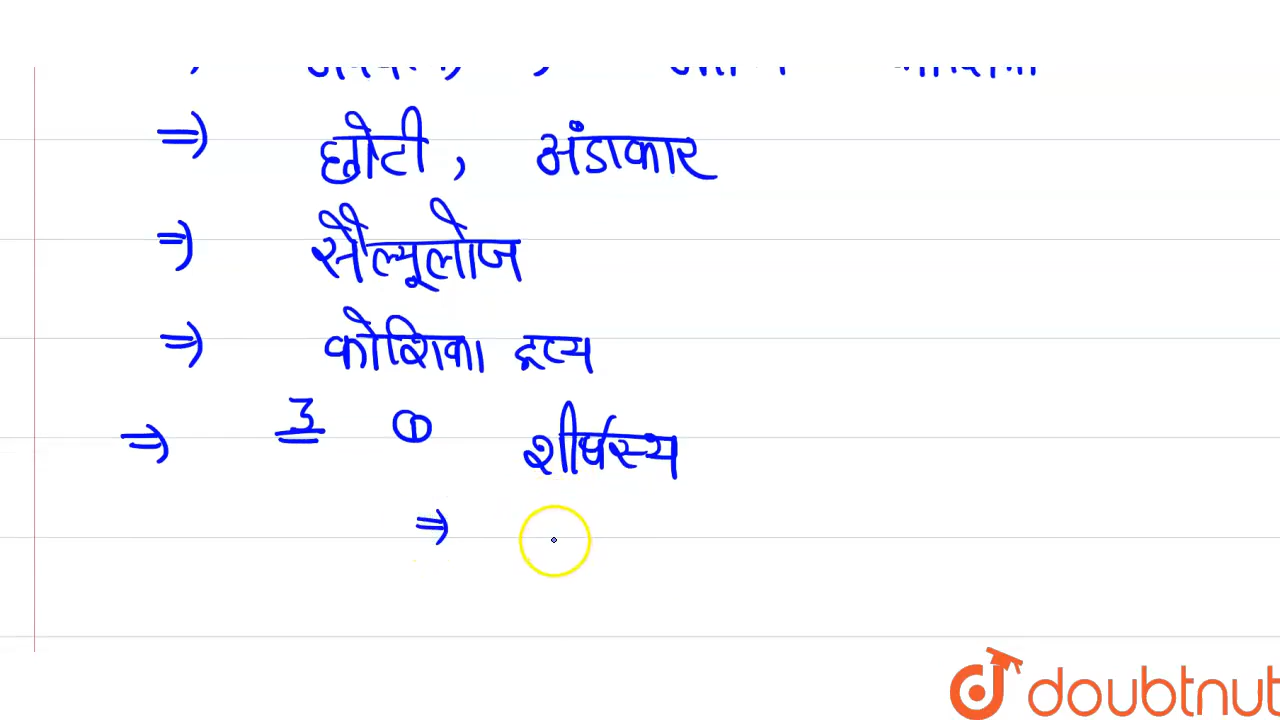 ⇒ छोटी, अंडाकार
⇒ सैल्यूलोज
⇒ कोशिका द्रव्य
⇒ 3 ① शीर्षस्थ
⇒
doubtnut